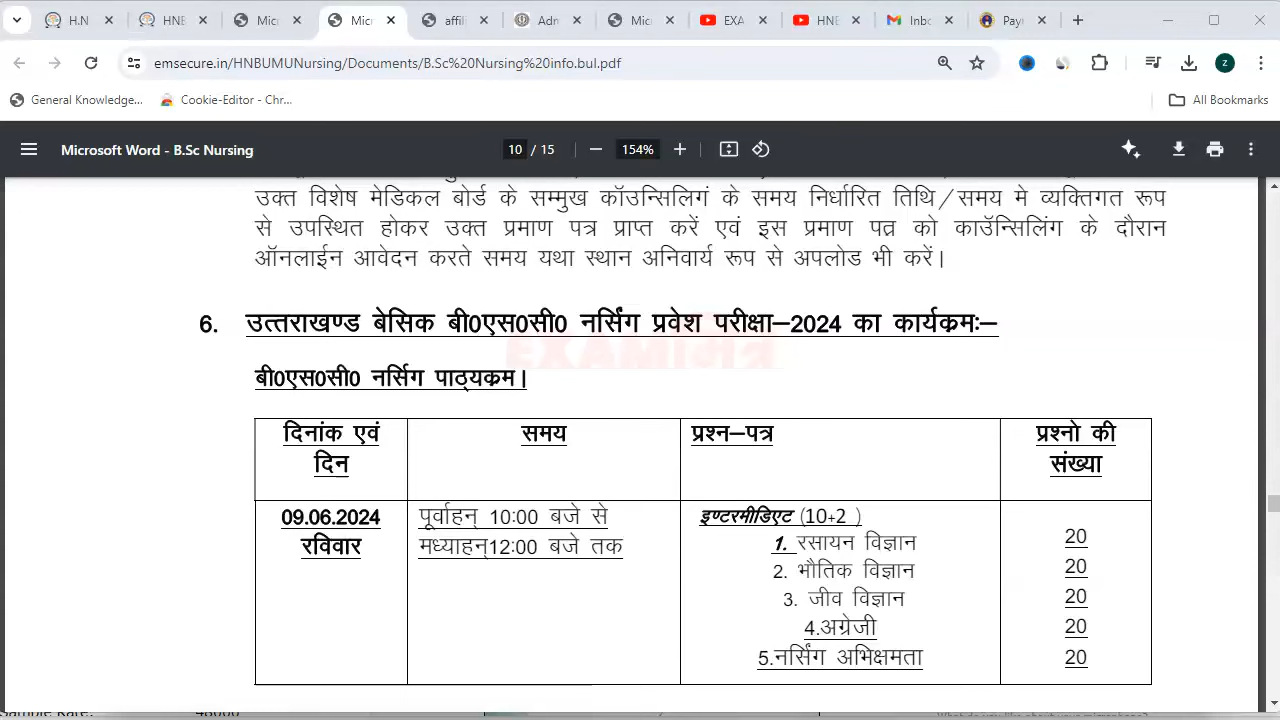 H.N
HNB
Mic
Mic
affil
Adn
Mic
EXA
HNE
Inbo
Payn
emsecure.in/HNBUMUNursing/Documents/B.Sc%20Nursing%20info.bul.pdf
General Knowledge...
Cookie-Editor - Chr...
All Bookmarks
Microsoft Word - B.Sc Nursing
10 / 15
154%
उक्त विशेष मेडिकल बोर्ड के सम्मुख कॉउन्सिलिगं के समय निर्धारित तिथि/समय मे व्यक्तिगत रूप
से उपस्थित होकर उक्त प्रमाण पत्र प्राप्त करें एवं इस प्रमाण पत्र को काउॅन्सिलिंग के दौरान
ऑनलाईन आवेदन करते समय यथा स्थान अनिवार्य रूप से अपलोड भी करें।
6. उत्तराखण्ड बेसिक बी0एस0सी0 नर्सिंग प्रवेश परीक्षा–2024 का कार्यक्रमः–
बी0एस0सी0 नर्सिग पाठ्यक्रम।
दिनांक एवं दिन
समय
प्रश्न–पत्र
प्रश्नो की संख्या
09.06.2024
रविवार
पूर्वाहन् 10:00 बजे से
मध्याहन्12:00 बजे तक
इण्टरमीडिएट (10+2 )
1. रसायन विज्ञान 20
2. भौतिक विज्ञान 20
3. जीव विज्ञान 20
4.अग्रेजी 20
5.नर्सिंग अभिक्षमता 20